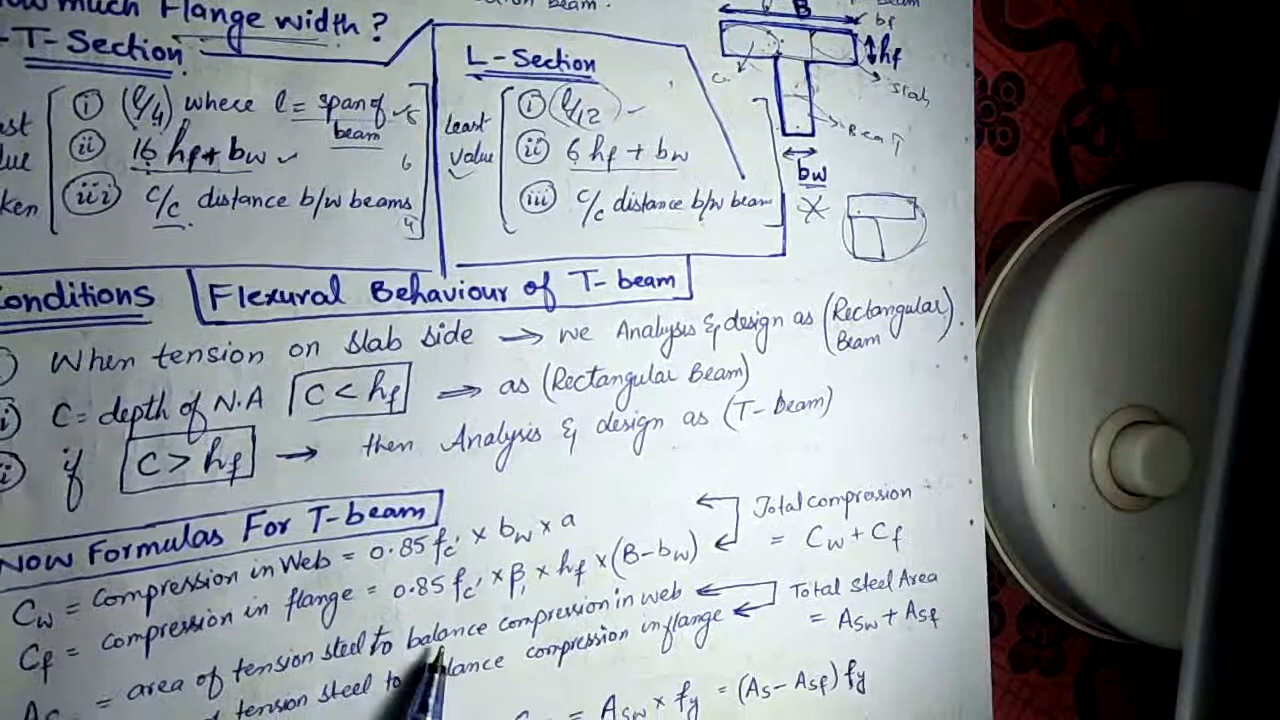 How much Flange width?
beam.
-T-Section
L-Section
B
bf
hf
Slab
Beam
bw
(i) (l/4) where l = span of beam
(ii) 16 hf + bw
(iii) c/c distance b/w beams
5
6
4
Least Value
(i) (l/12)
(ii) 6 hf + bw
(iii) c/c distance b/w beam
Conditions Flexural Behaviour of T-beam
When tension on slab side → we Analysis & design as (Rectangular Beam).
C = depth of N.A C < hf ⇒ as (Rectangular Beam)
if C > hf → then Analysis & design as (T-beam)
Now Formulas For T-beam
Cw = Compression in Web = 0.85 fc' × bw × a
Cf = compression in flange = 0.85 fc' × β1 × hf × (B-bw)
Total compression
= Cw + Cf
= area of tension steel to balance compression in web
tension steel to balance compression in flange
Total Steel Area
= Asw + Asf
= Asw × fy = (As - Asf) fy